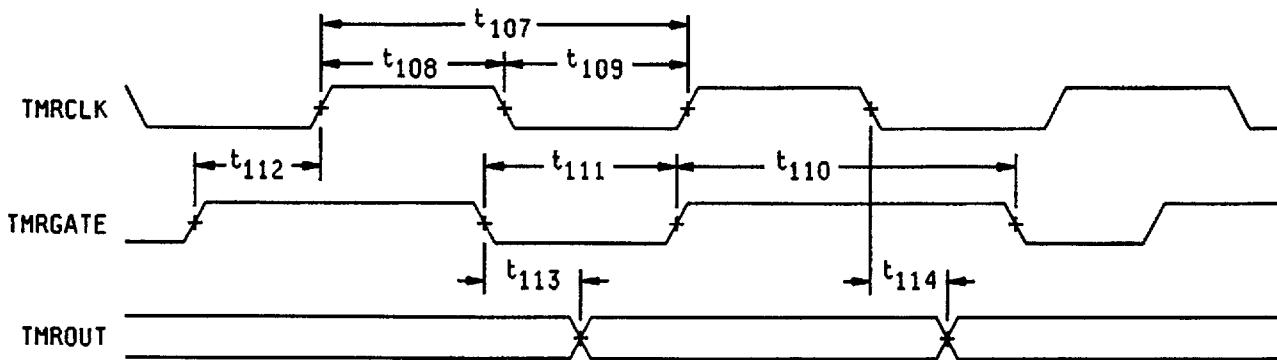 t107
t108
t109
TMRCLK
t112
t111
t110
TMRGATE
t113
t114
TMROUT